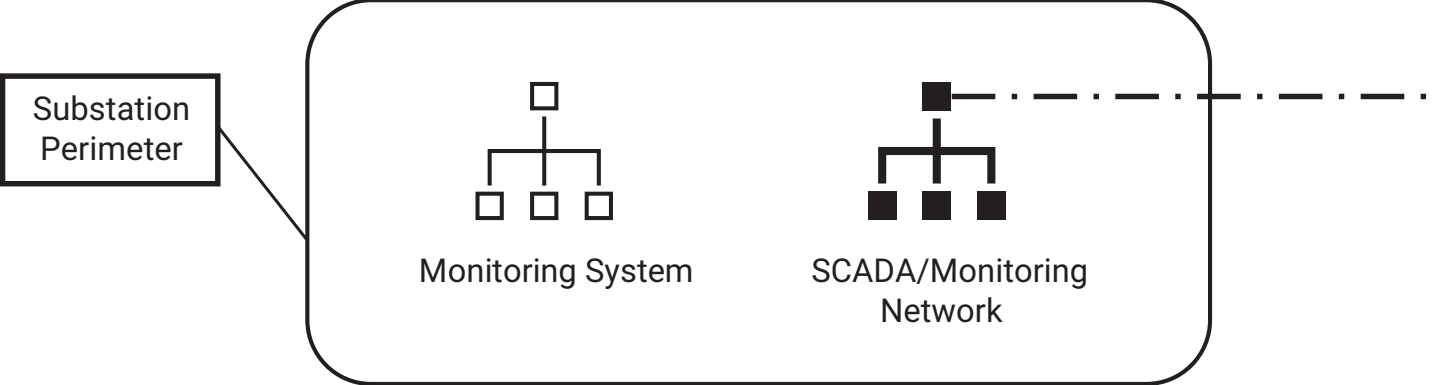 Substation
Perimeter
Monitoring System
SCADA/Monitoring
Network